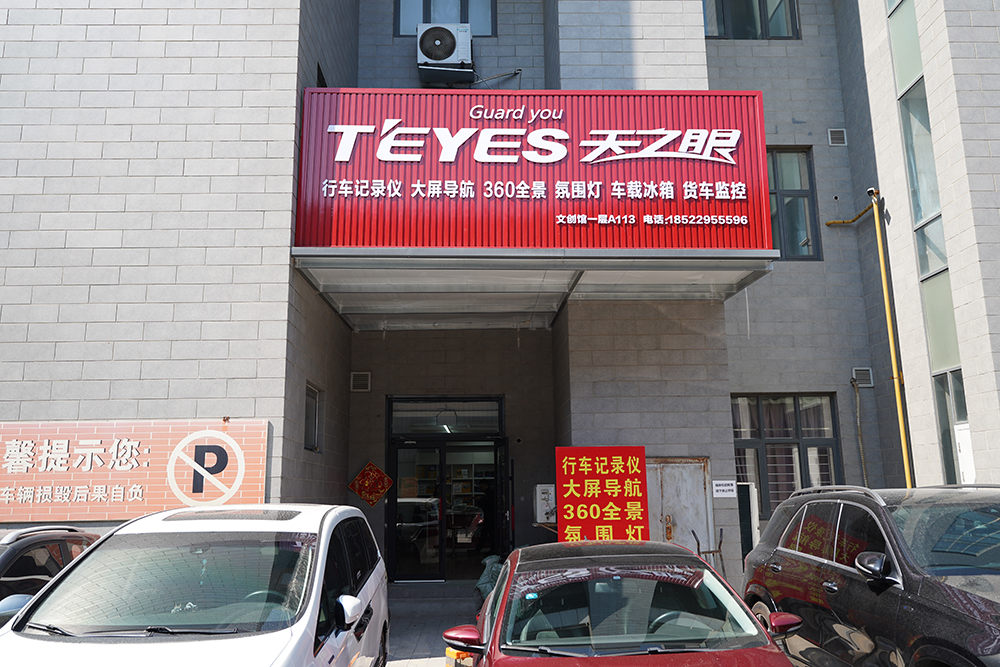 Guard you
T'EYES 天之眼
行车记录仪 大屏导航 360全景 氛围灯 车载冰箱 货车监控
文创馆一层A113 电话:18522955596
馨提示您:
车辆损毁后果自负
P
行车记录仪
大屏导航
360全景
氛围灯